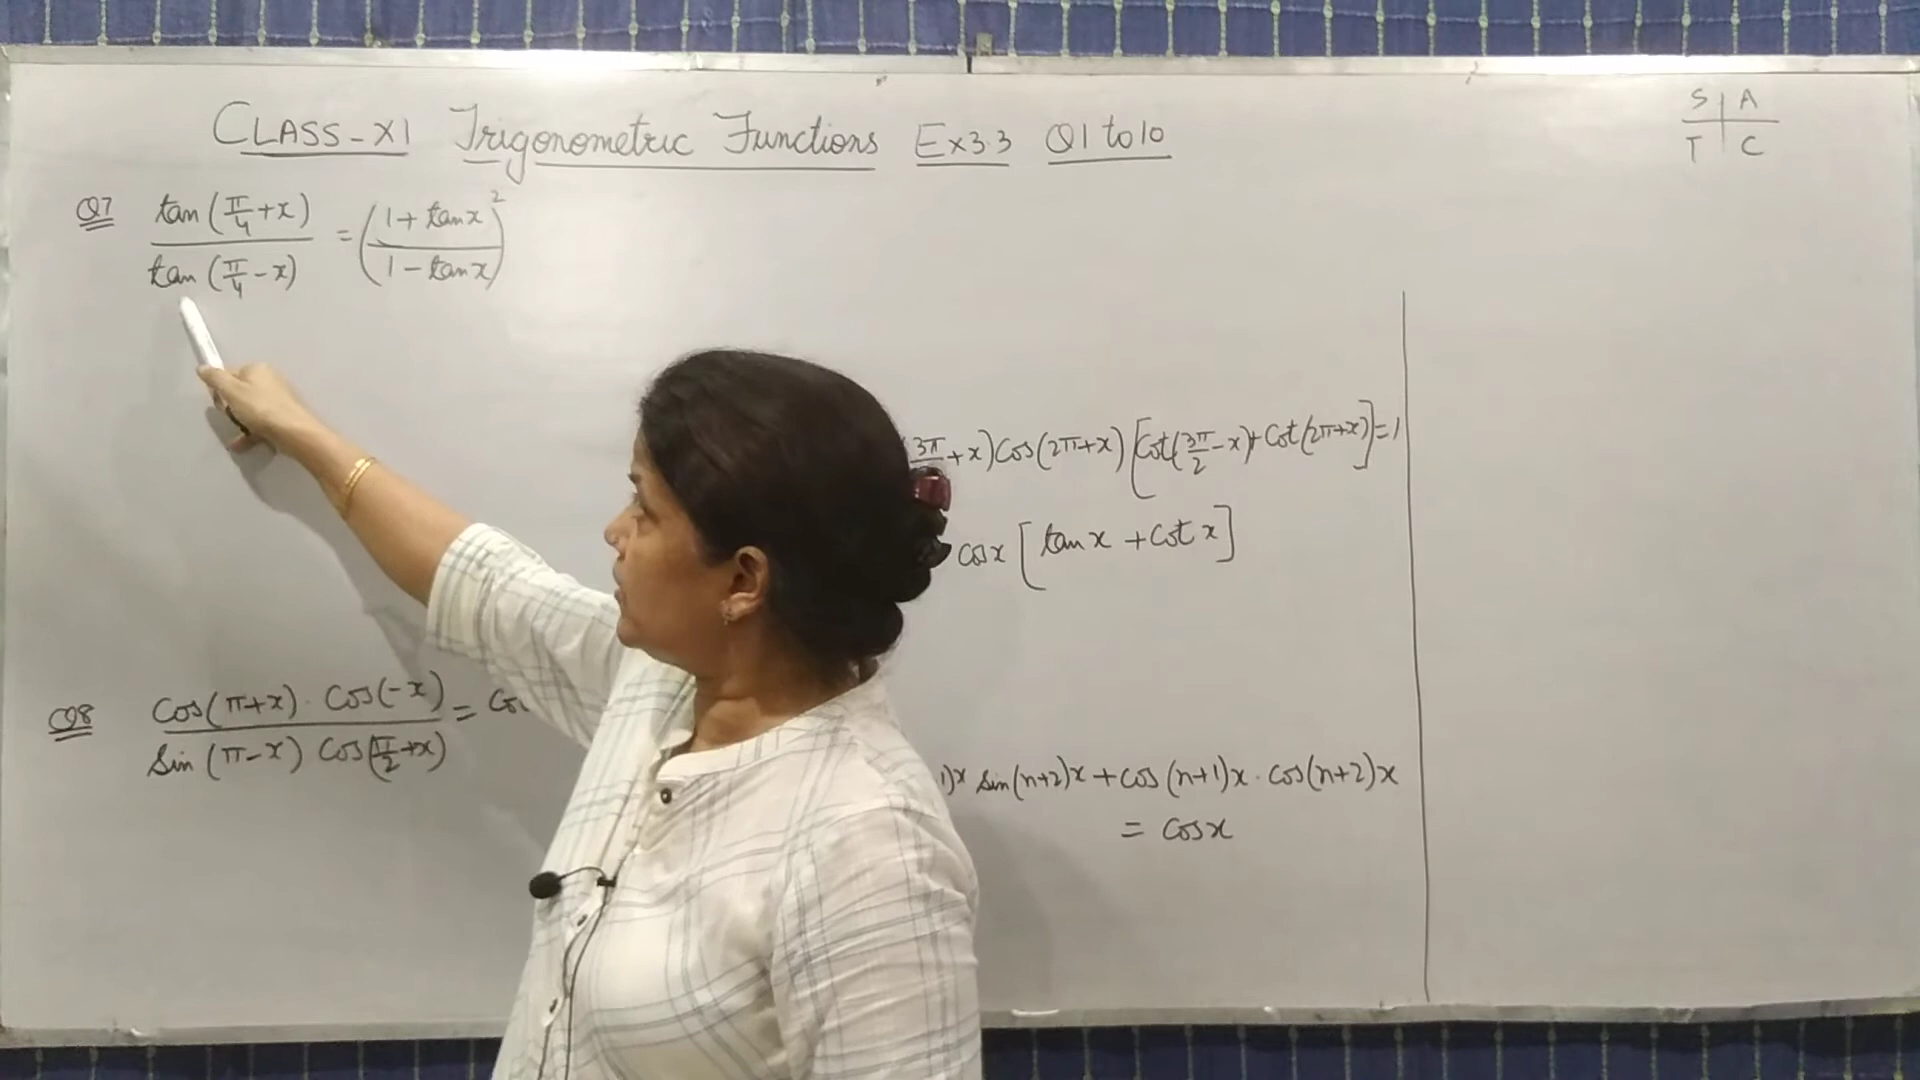 CLASS-XI Trigonometric Functions Ex3.3 Q1 to 10
S A
T C
Q7 tan(π/4+x)/tan(π/4-x) = ((1+tanx)/(1-tanx))²
3π +x)Cos(2π+x)[Cot(3π/2-x)+Cot(2π+x)]=1
cosx [tanx + Cot x]
Q8 Cos(π+x)·Cos(-x)/Sin(π-x) Cos(π/2+x) =
1)x Sin(n+2)x+cos(n+1)x·cos(n+2)x
= cosx